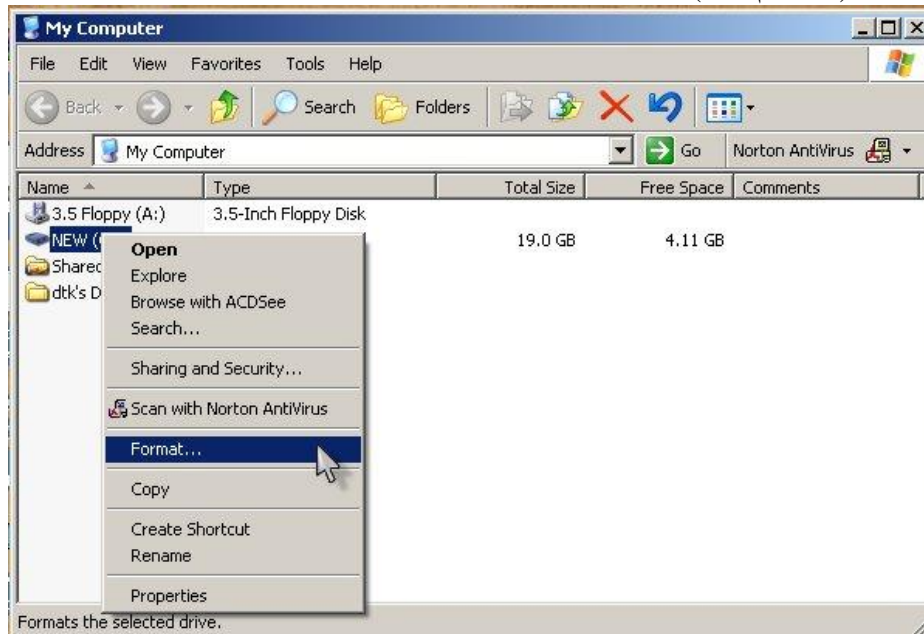 My Computer
File Edit View Favorites Tools Help
Back Search Folders
Address My Computer Go Norton AntiVirus
Name Type Total Size Free Space Comments
3.5 Floppy (A:) 3.5-Inch Floppy Disk
NEW ( 19.0 GB 4.11 GB
Shared
dtk's D
Open
Explore
Browse with ACDSee
Search...
Sharing and Security...
Scan with Norton AntiVirus
Format...
Copy
Create Shortcut
Rename
Properties
Formats the selected drive.